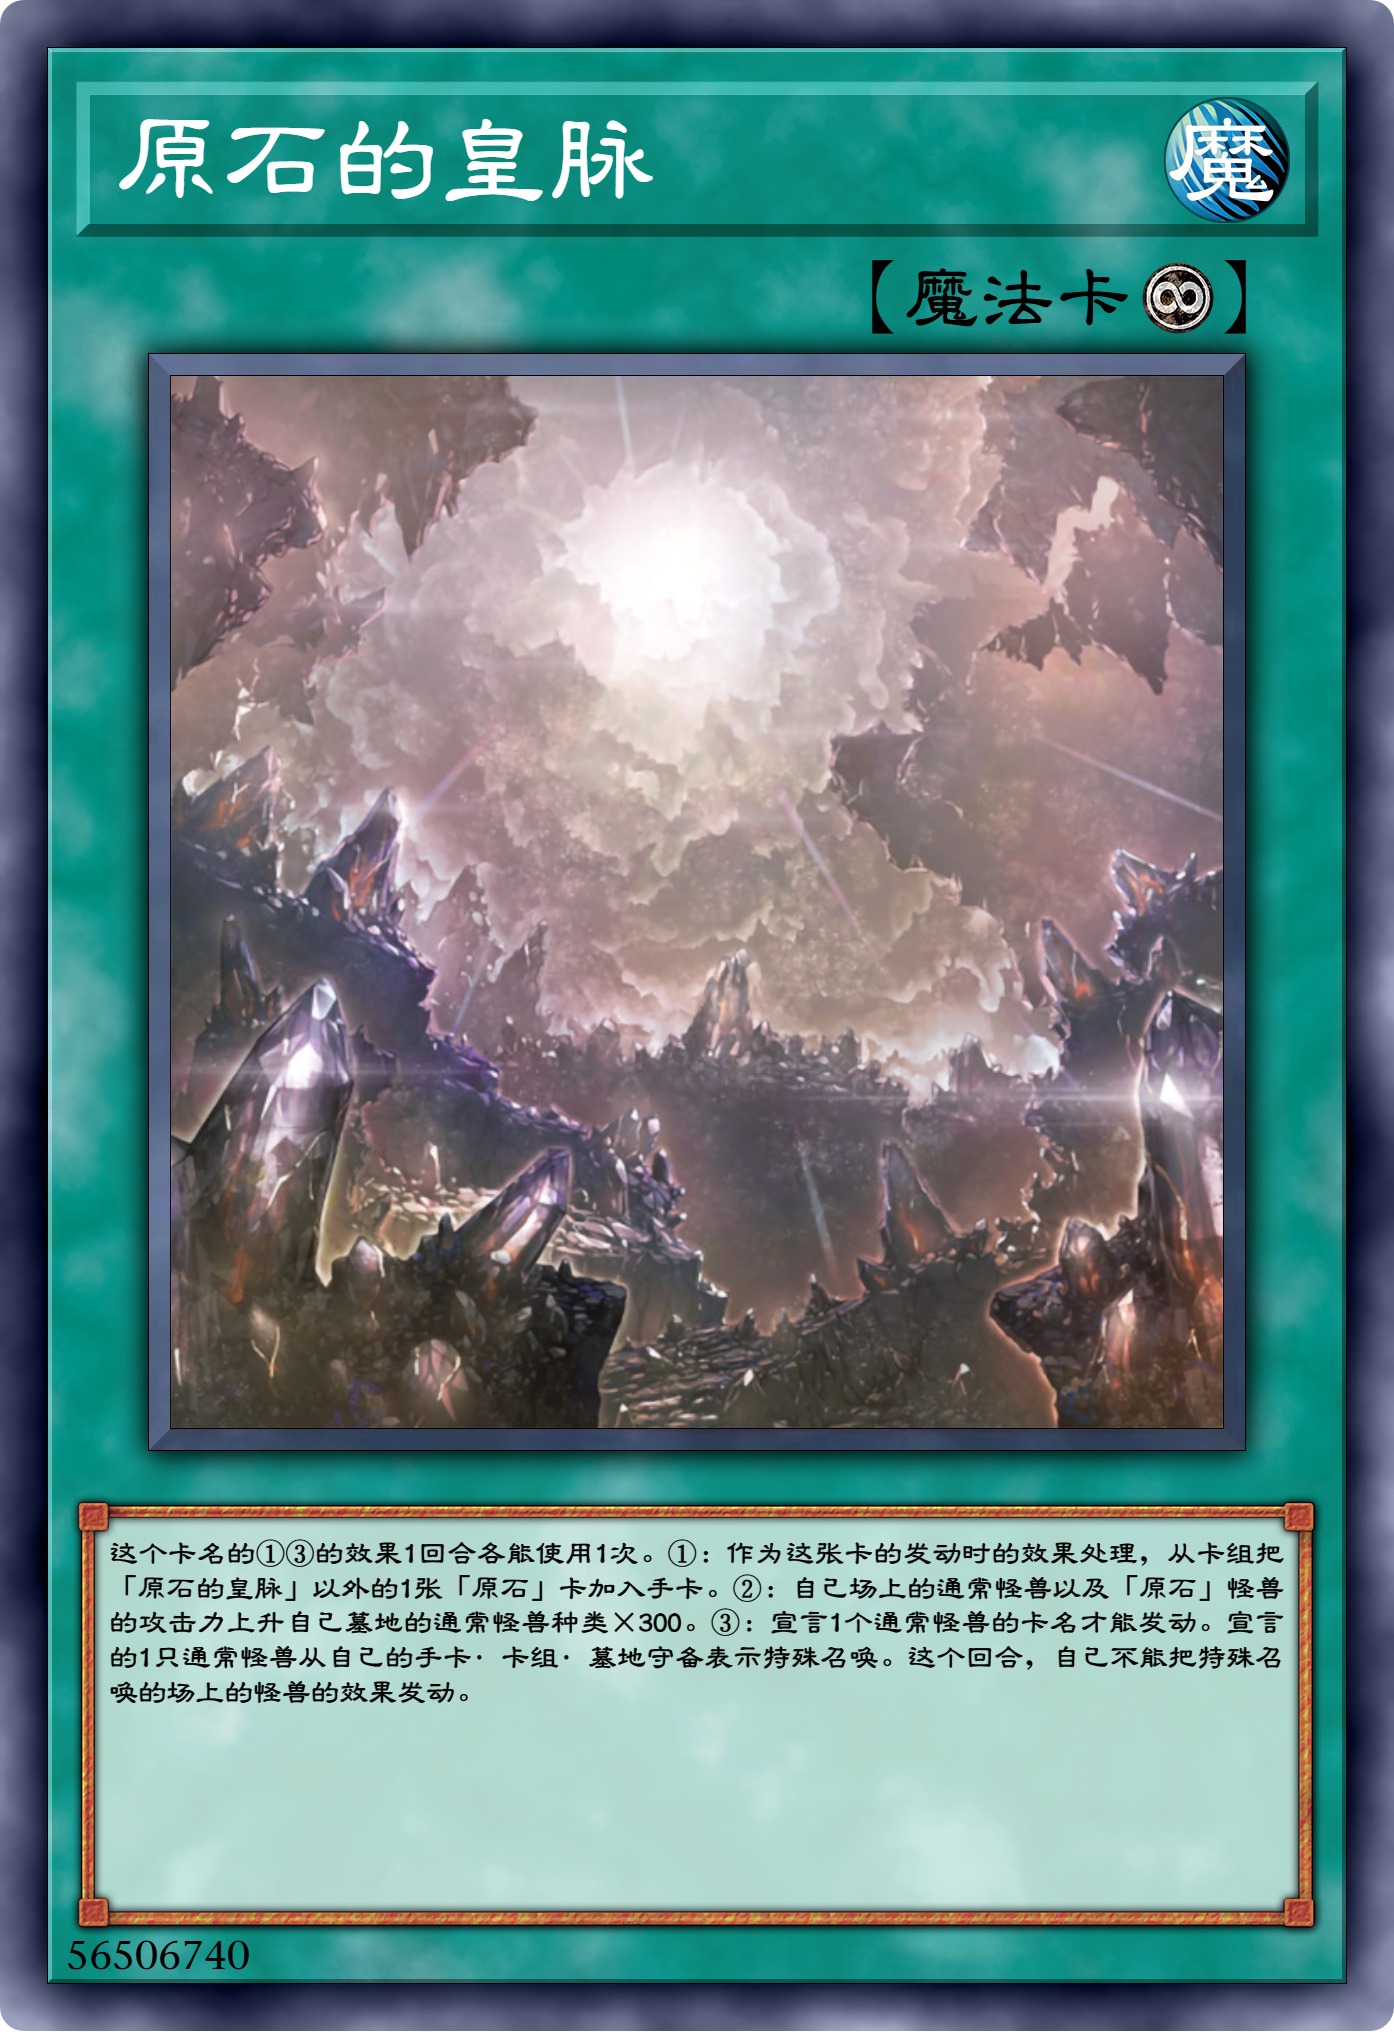 原石的皇脉
魔
【魔法卡】
这个卡名的①③的效果1回合各能使用1次。①：作为这张卡的发动时的效果处理，从卡组把
「原石的皇脉」以外的1张「原石」卡加入手卡。②：自己场上的通常怪兽以及「原石」怪兽
的攻击力上升自己墓地的通常怪兽种类×300。③：宣言1个通常怪兽的卡名才能发动。宣言
的1只通常怪兽从自己的手卡·卡组·墓地守备表示特殊召唤。这个回合，自己不能把特殊召
唤的场上的怪兽的效果发动。
56506740